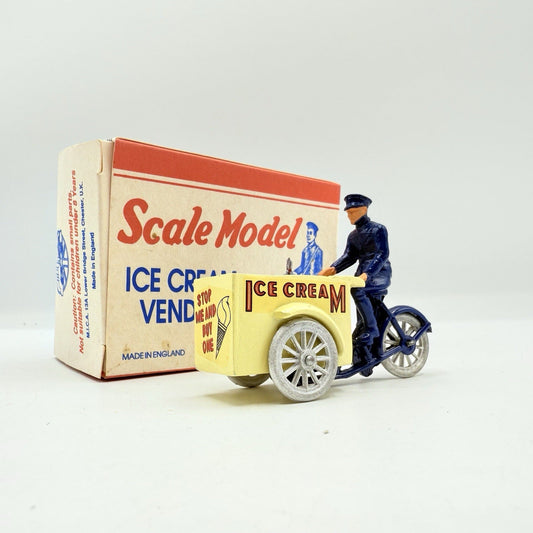 Scale Model
ICE CREAM
VEND
MADE IN ENGLAND
Caution: Contains small parts.
Not suitable for children under 8 Years
M.I.C.A. 13A Lower Bridge Street, Chester, U.K.
Made in England
ICE CREAM
STOP
ME AND
BUY
ONE